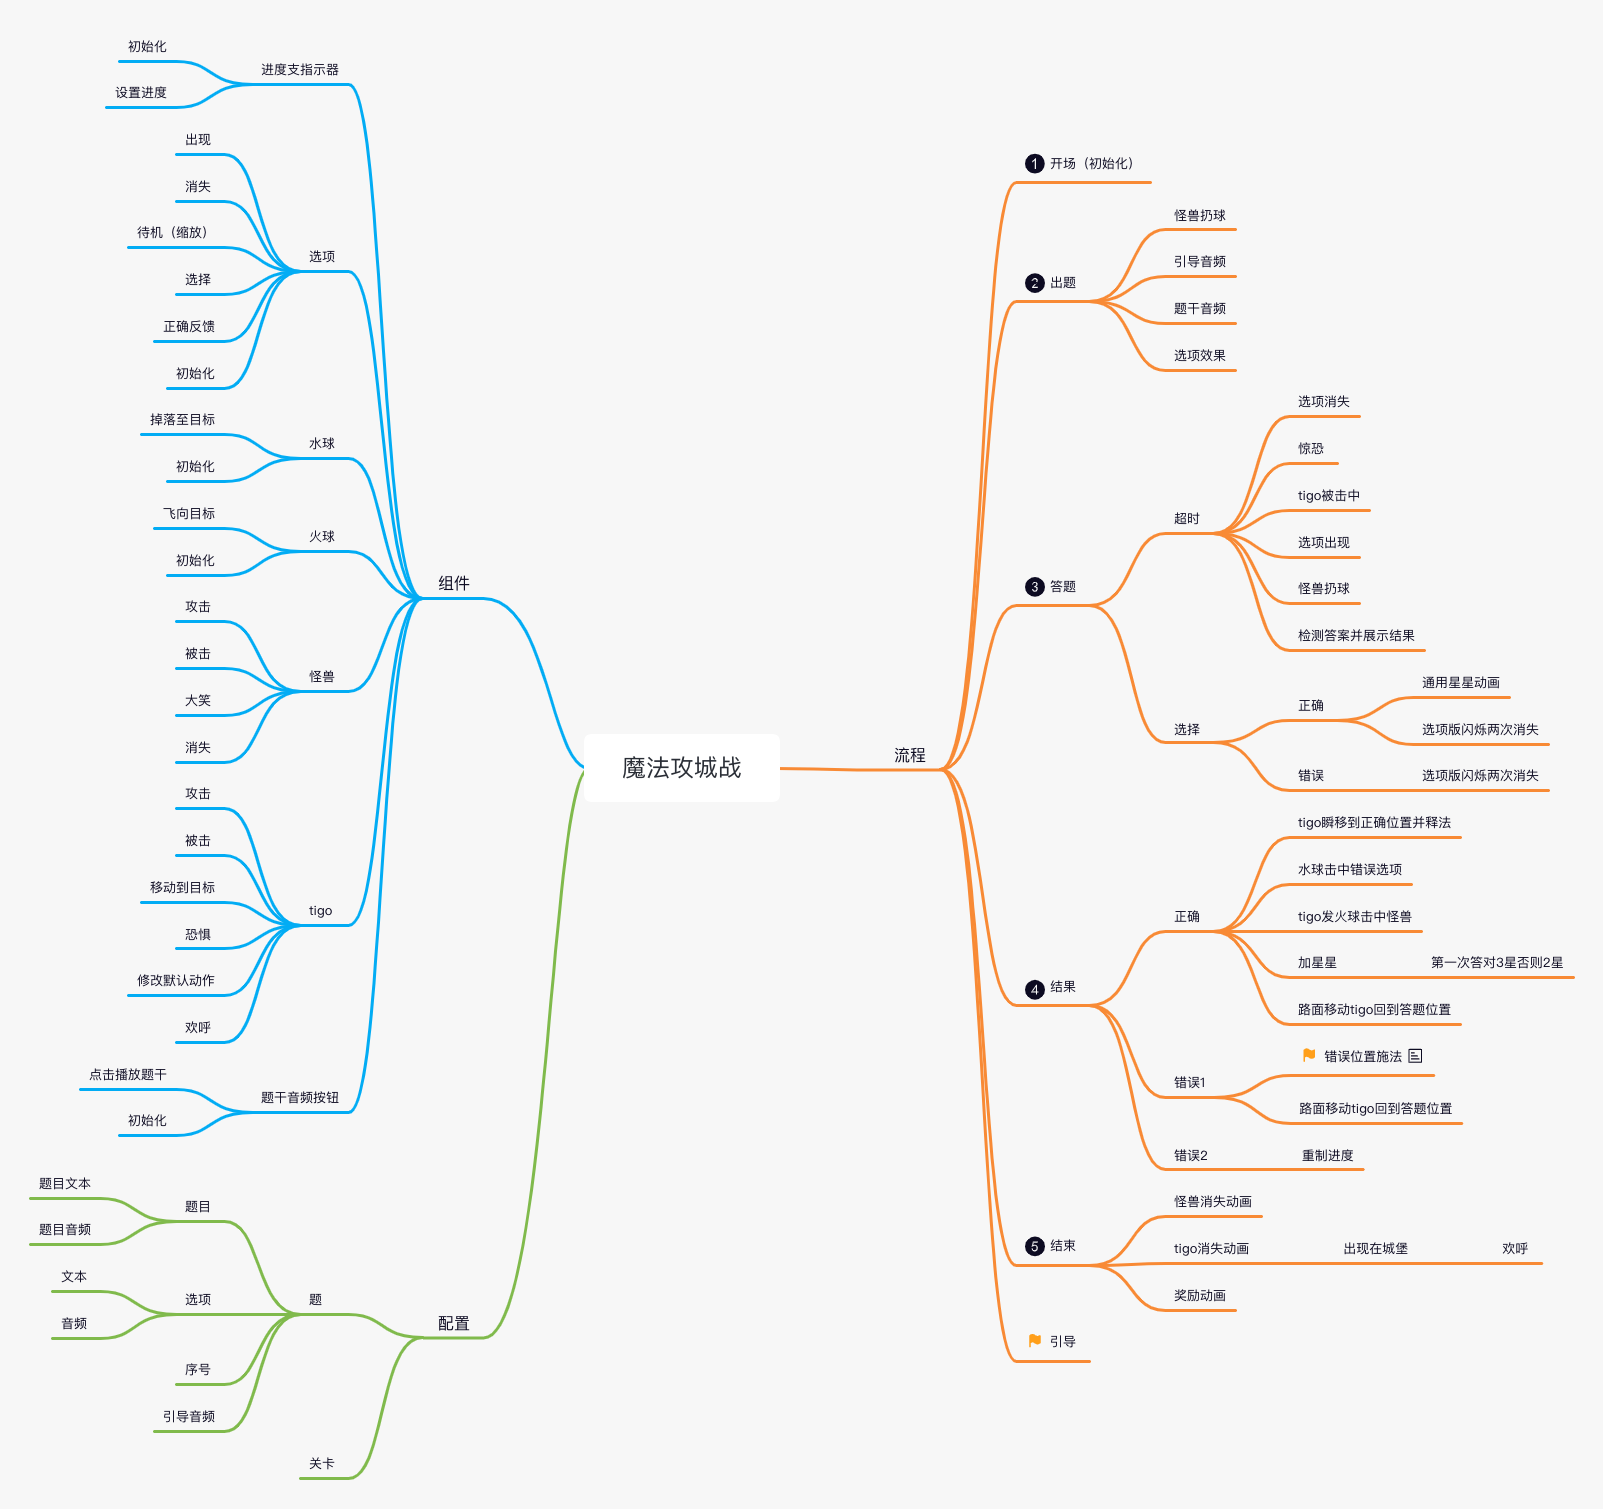 魔法攻城战
组件
进度支指示器
初始化
设置进度
选项
出现
消失
待机（缩放）
选择
正确反馈
初始化
水球
掉落至目标
初始化
火球
飞向目标
初始化
怪兽
攻击
被击
大笑
消失
tigo
攻击
被击
移动到目标
恐惧
修改默认动作
欢呼
题干音频按钮
点击播放题干
初始化
配置
题
题目
题目文本
题目音频
选项
文本
音频
序号
引导音频
关卡
流程
1 开场（初始化）
2 出题
怪兽扔球
引导音频
题干音频
选项效果
3 答题
超时
选项消失
惊恐
tigo被击中
选项出现
怪兽扔球
检测答案并展示结果
选择
正确
通用星星动画
选项版闪烁两次消失
错误
选项版闪烁两次消失
4 结果
正确
tigo瞬移到正确位置并释法
水球击中错误选项
tigo发火球击中怪兽
加星星
第一次答对3星否则2星
路面移动tigo回到答题位置
错误1
错误位置施法
路面移动tigo回到答题位置
错误2
重制进度
5 结束
怪兽消失动画
tigo消失动画
出现在城堡
欢呼
奖励动画
引导